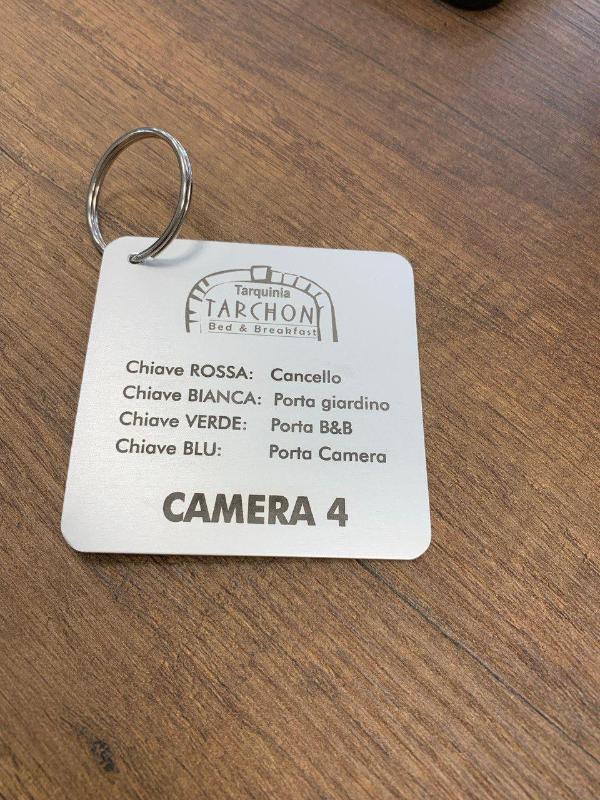 Tarquinia
TARCHON
Bed & Breakfast
Chiave ROSSA: Cancello
Chiave BIANCA: Porta giardino
Chiave VERDE: Porta B&B
Chiave BLU: Porta Camera
CAMERA 4